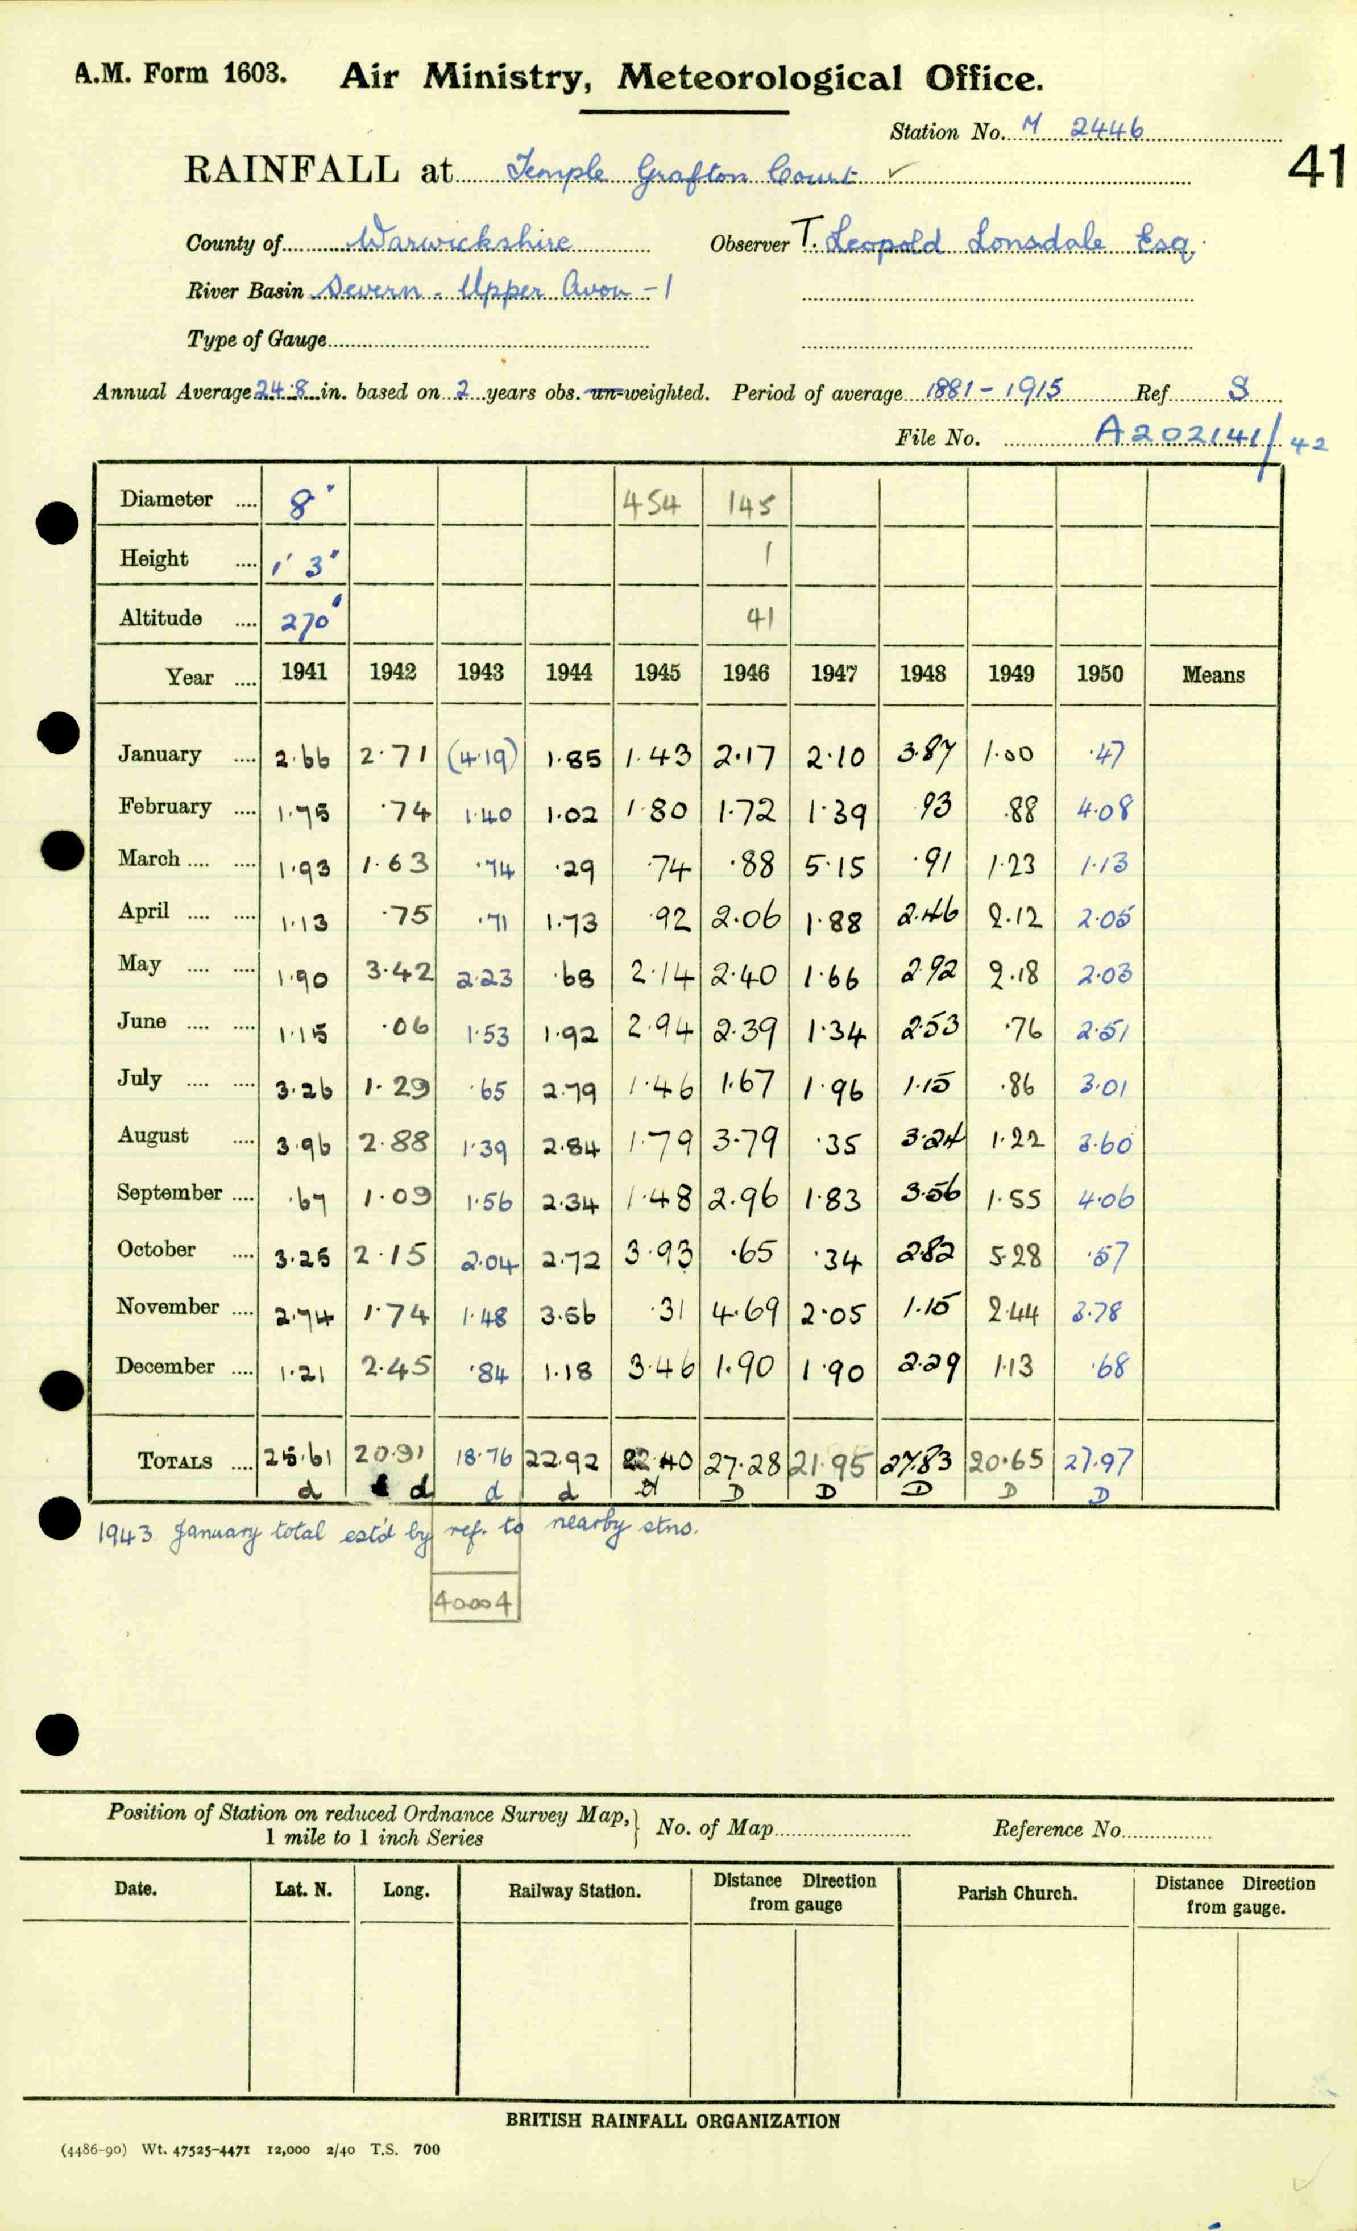 A.M. Form 1603. Air Ministry, Meteorological Office.
Station No. M 2446
41
RAINFALL at Temple Grafton Court ✓
County of Warwickshire Observer T. Leopold Lonsdale Esq.
River Basin Severn - Upper Avon - 1
Type of Gauge
Annual Average 24.8 in. based on 2 years obs. un-weighted. Period of average 1881 - 1915 Ref S
File No. A202141/42
Diameter .... 8" 454 145
Height .... 1' 3" 1
Altitude .... 270' 41
Year .... 1941 1942 1943 1944 1945 1946 1947 1948 1949 1950 Means
January .... 2.66 2.71 (4.19) 1.85 1.43 2.17 2.10 3.87 1.00 .47
February .... 1.75 .74 1.40 1.02 1.80 1.72 1.39 .93 .88 4.08
March .... .... 1.93 1.63 .74 .29 .74 .88 5.15 .91 1.23 1.13
April .... .... 1.13 .75 .71 1.73 .92 2.06 1.88 2.46 2.12 2.05
May .... .... 1.90 3.42 2.23 .68 2.14 2.40 1.66 2.92 2.18 2.03
June .... .... 1.15 .06 1.53 1.92 2.94 2.39 1.34 2.53 .76 2.51
July .... .... 3.26 1.29 .65 2.79 1.46 1.67 1.96 1.15 .86 3.01
August .... 3.96 2.88 1.39 2.84 1.79 3.79 .35 3.24 1.22 3.60
September .... .67 1.09 1.56 2.34 1.48 2.96 1.83 3.56 1.55 4.06
October .... 3.25 2.15 2.04 2.72 3.93 .65 .34 2.82 5.28 .57
November .... 2.74 1.74 1.48 3.56 .31 4.69 2.05 1.15 2.44 3.78
December .... 1.21 2.45 .84 1.18 3.46 1.90 1.90 2.29 1.13 .68
TOTALS .... 25.61 20.91 18.76 22.92 22.40 27.28 21.95 27.83 20.65 27.97
d d d d d D D D D D
1943 January total est'd by ref. to nearby stns.
40004
Position of Station on reduced Ordnance Survey Map, } No. of Map Reference No.
1 mile to 1 inch Series
Date. Lat. N. Long. Railway Station. Distance Direction from gauge Parish Church. Distance Direction from gauge.
BRITISH RAINFALL ORGANIZATION
(4486-90) Wt. 47525-4471 12,000 2/40 T.S. 700